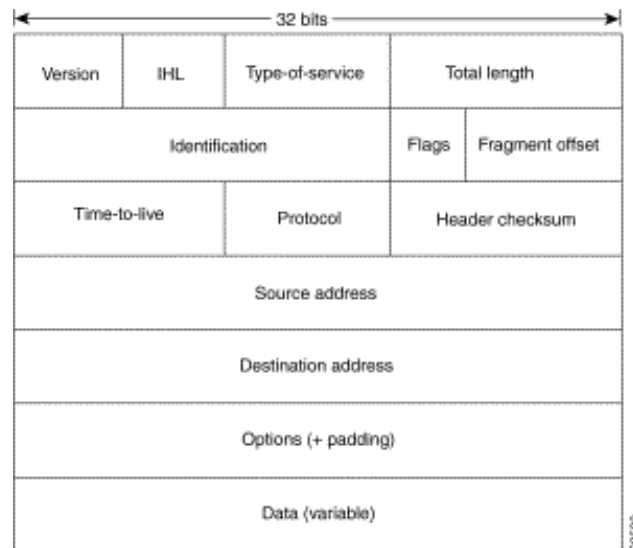 32 bits
Version IHL Type-of-service Total length
Identification Flags Fragment offset
Time-to-live Protocol Header checksum
Source address
Destination address
Options (+ padding)
Data (variable)